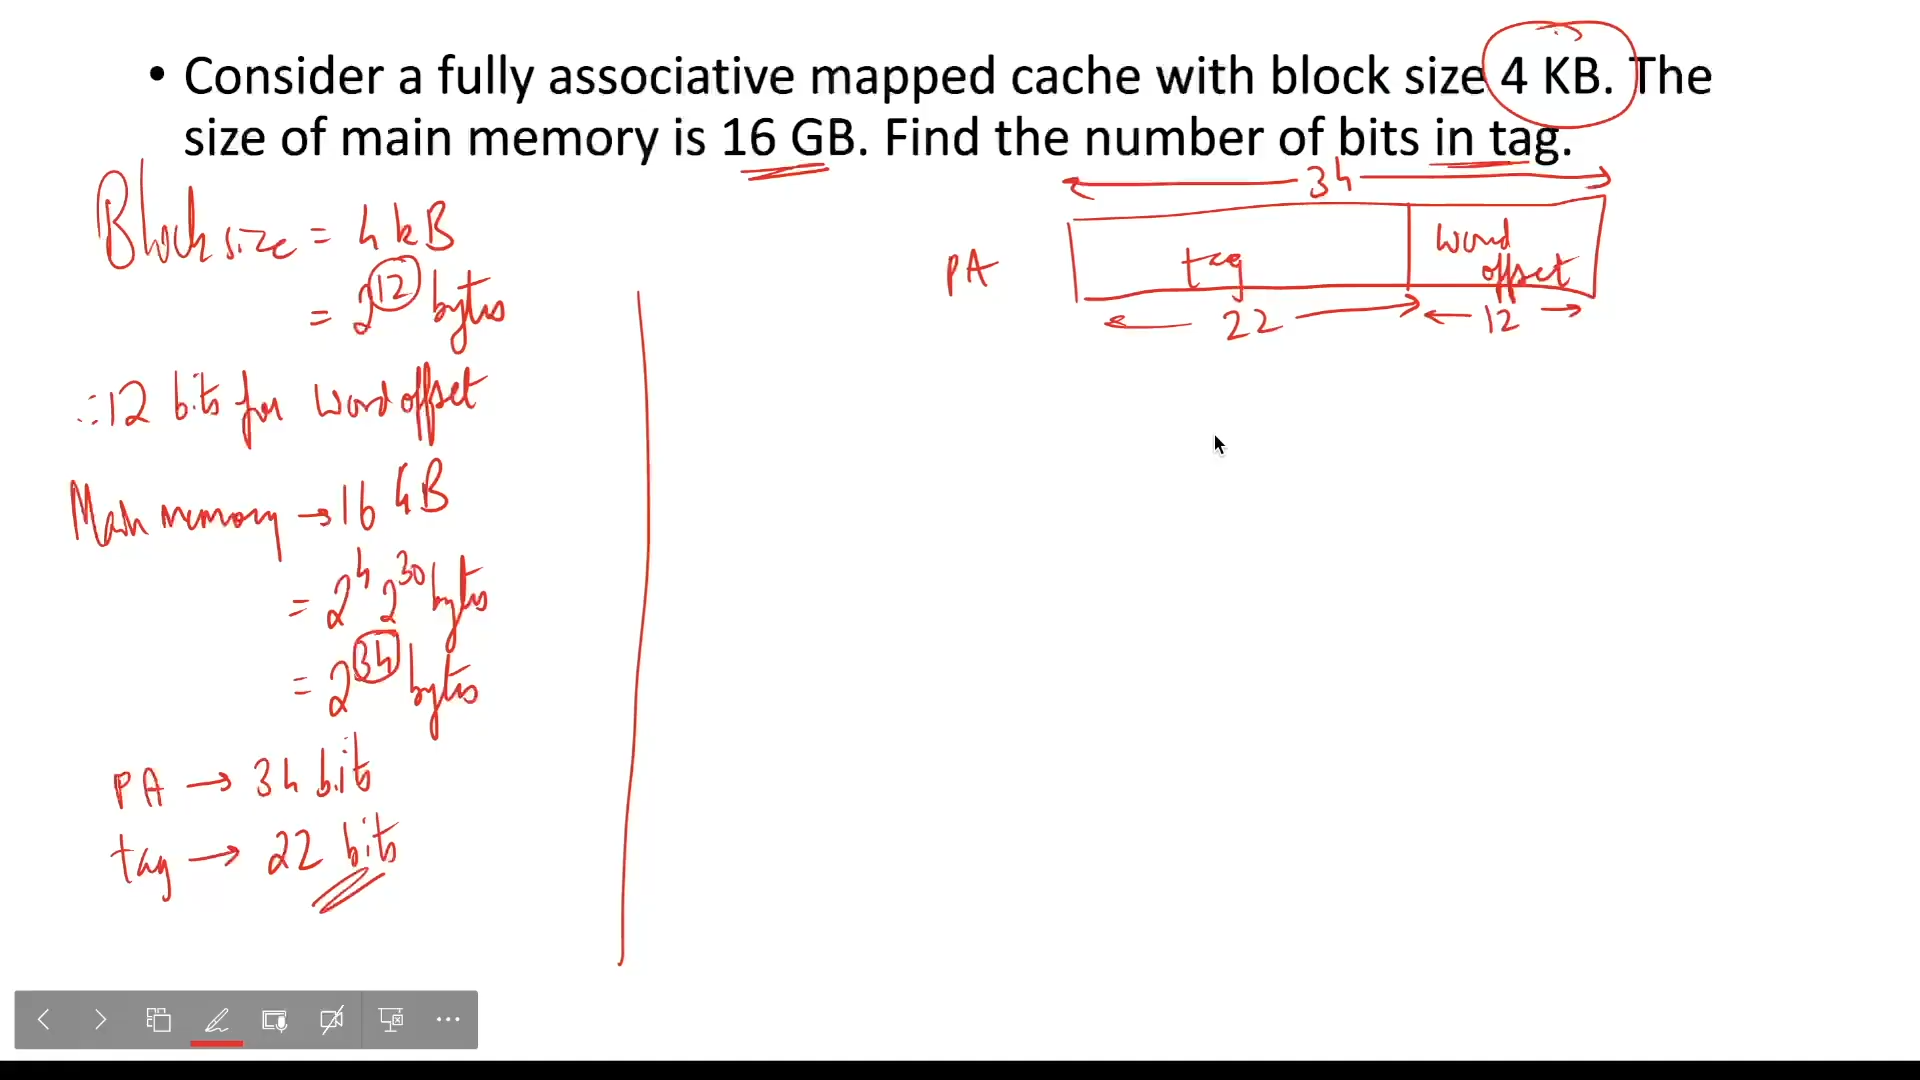 • Consider a fully associative mapped cache with block size 4 KB. The
size of main memory is 16 GB. Find the number of bits in tag.
Block size = 4 kB
= 2^12 bytes
∴ 12 bits for word offset
Main memory → 16 GB
= 2^4 2^30 bytes
= 2^34 bytes
PA → 34 bit
tag → 22 bits
34
PA
tag
word
offset
22
12